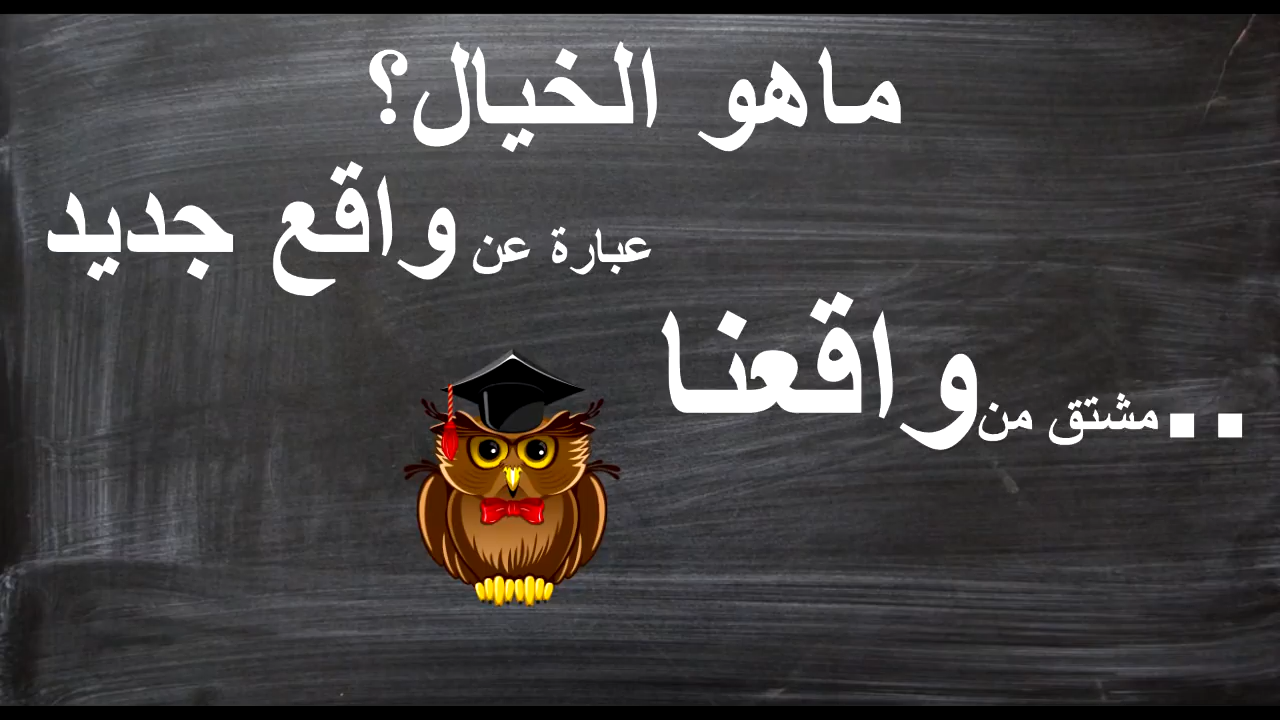 ماهو الخيال؟
عبارة عن واقع جديد
..مشتق من واقعنا